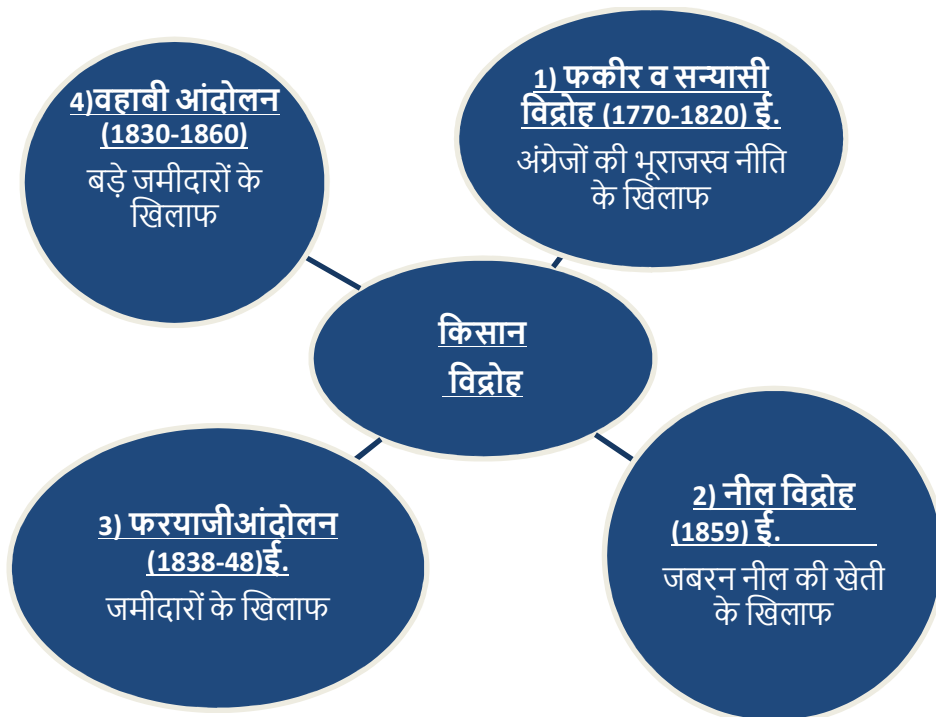 4)वहाबी आंदोलन
(1830-1860)
बड़े जमीदारों के
खिलाफ
1) फकीर व सन्यासी
विद्रोह (1770-1820) ई.
अंग्रेजों की भूराजस्व नीति
के खिलाफ
किसान
विद्रोह
3) फरयाजीआंदोलन
(1838-48)ई.
जमीदारों के खिलाफ
2) नील विद्रोह
(1859) ई.
जबरन नील की खेती
के खिलाफ